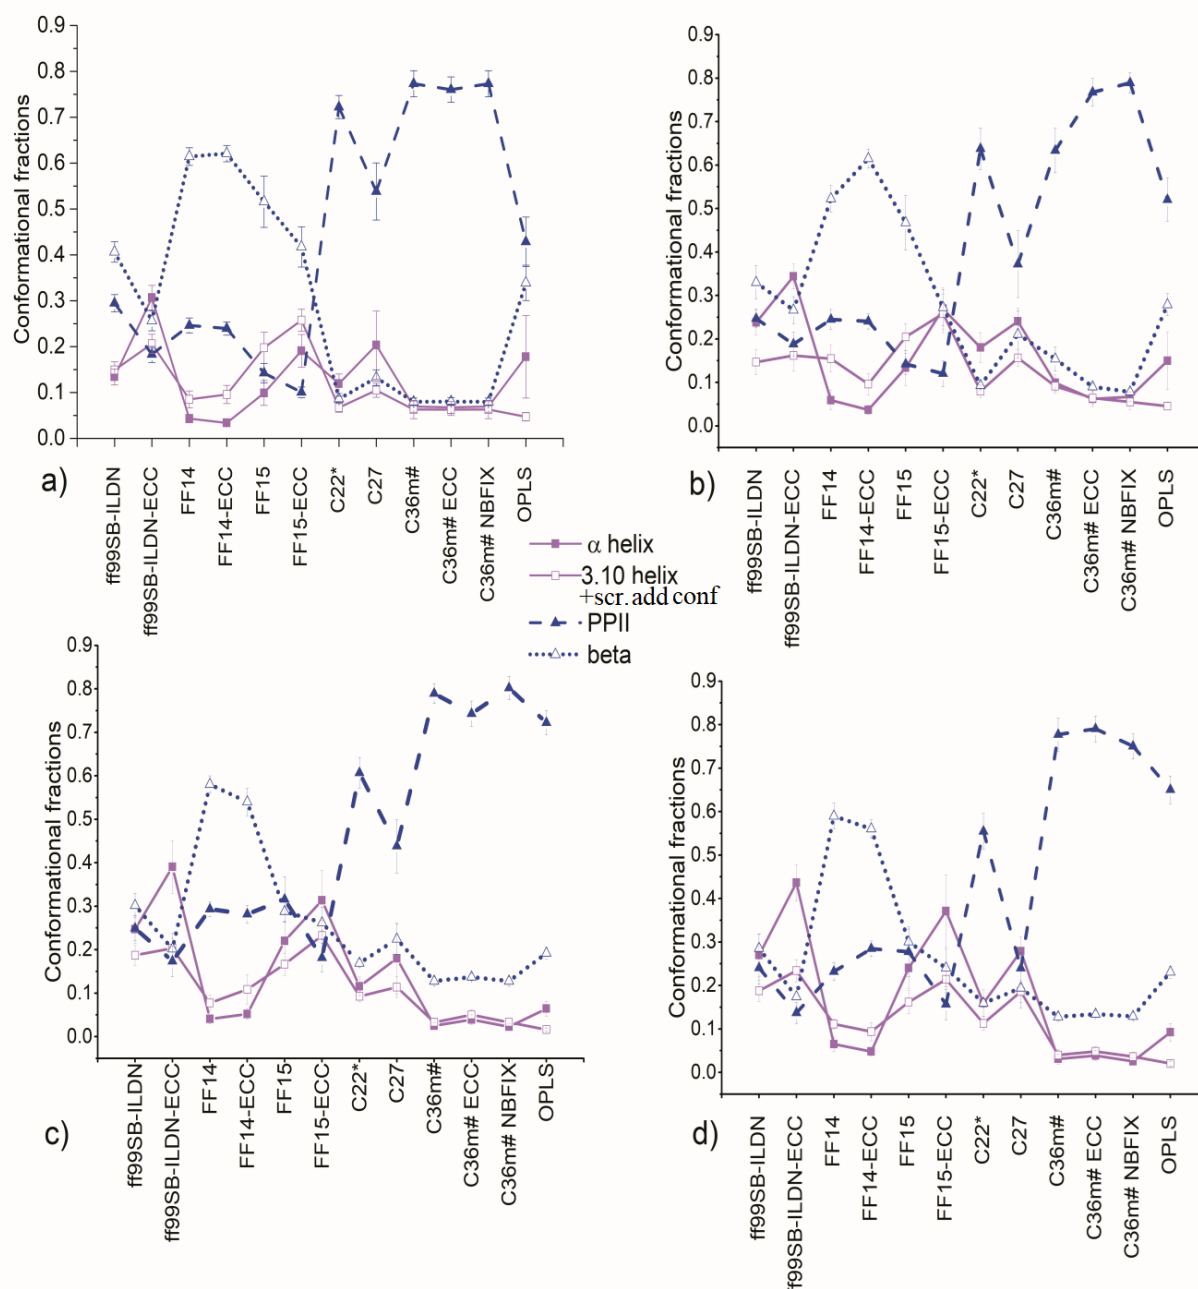 0.9
0.8
0.7
0.6
0.5
0.4
0.3
0.2
0.1
0.0
Conformational fractions
ff99SB-ILDN
ff99SB-ILDN-ECC
FF14
FF14-ECC
FF15
FF15-ECC
C22*
C27
C36m#
C36m# ECC
C36m# NBFIX
OPLS
a)
0.9
0.8
0.7
0.6
0.5
0.4
0.3
0.2
0.1
0.0
Conformational fractions
ff99SB-ILDN
ff99SB-ILDN-ECC
FF14
FF14-ECC
FF15
FF15-ECC
C22*
C27
C36m#
C36m# ECC
C36m# NBFIX
OPLS
b)
α helix
3.10 helix
+scr.add conf
PPII
beta
0.9
0.8
0.7
0.6
0.5
0.4
0.3
0.2
0.1
0.0
Conformational fractions
ff99SB-ILDN
ff99SB-ILDN-ECC
FF14
FF14-ECC
FF15
FF15-ECC
C22*
C27
C36m#
C36m# ECC
C36m# NBFIX
OPLS
c)
0.9
0.8
0.7
0.6
0.5
0.4
0.3
0.2
0.1
0.0
Conformational fractions
ff99SB-ILDN
ff99SB-ILDN-ECC
FF14
FF14-ECC
FF15
FF15-ECC
C22*
C27
C36m#
C36m# ECC
C36m# NBFIX
OPLS
d)